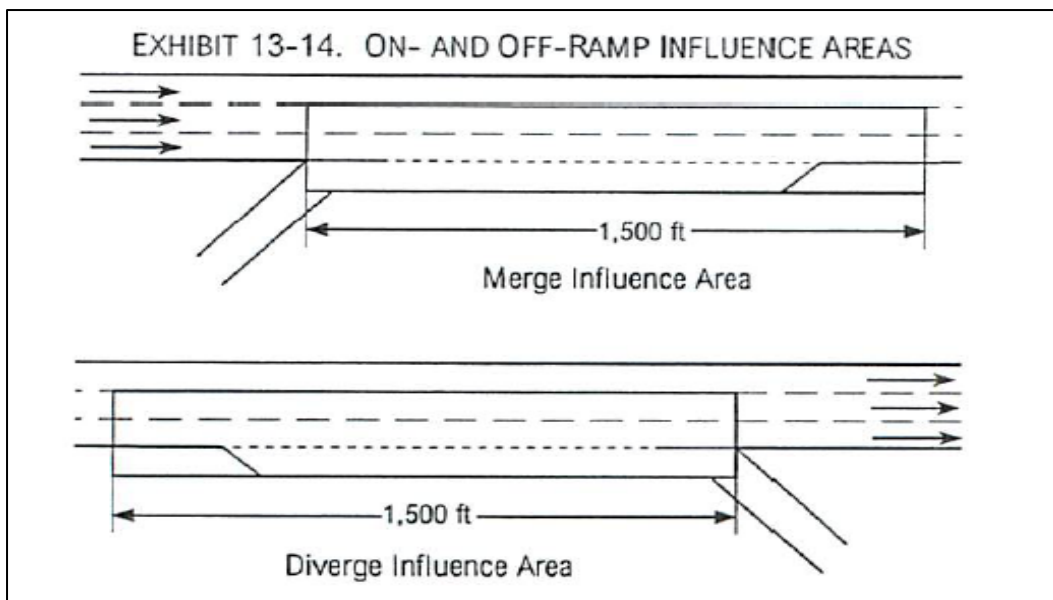 EXHIBIT 13-14. ON- AND OFF-RAMP INFLUENCE AREAS
1,500 ft
Merge Influence Area
1,500 ft
Diverge Influence Area